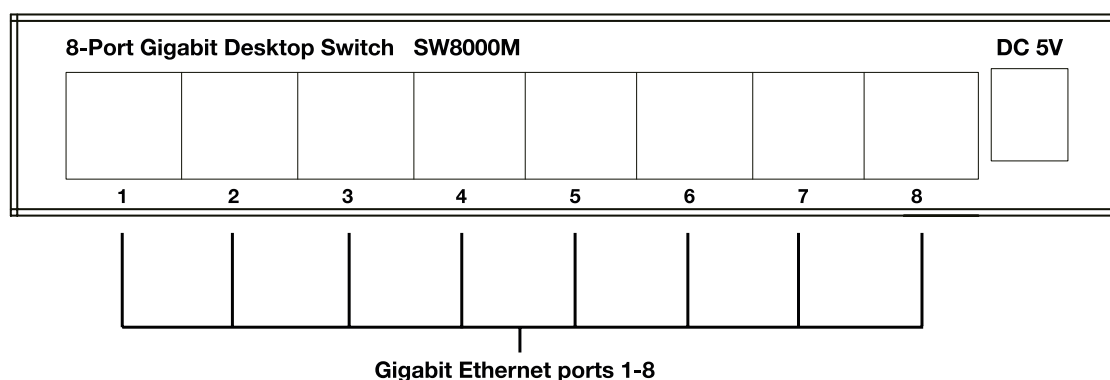 8-Port Gigabit Desktop Switch SW8000M
DC 5V
1 2 3 4 5 6 7 8
Gigabit Ethernet ports 1-8